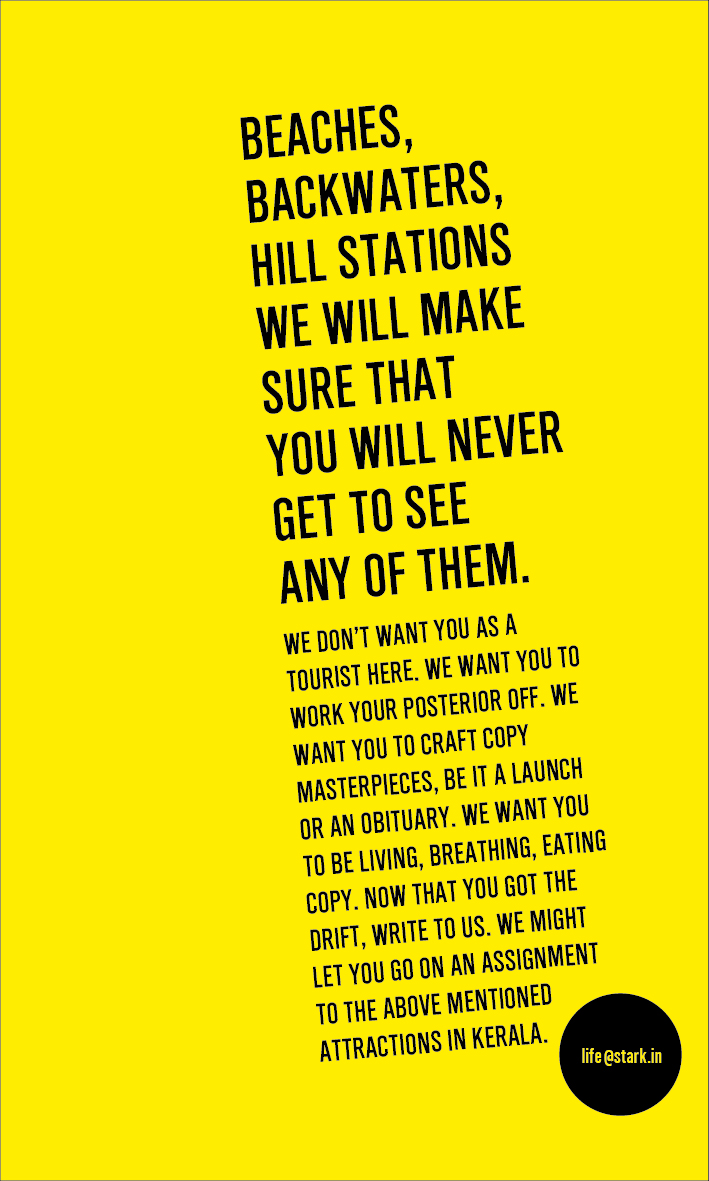 BEACHES,
BACKWATERS,
HILL STATIONS
WE WILL MAKE
SURE THAT
YOU WILL NEVER
GET TO SEE
ANY OF THEM.
WE DON'T WANT YOU AS A
TOURIST HERE. WE WANT YOU TO
WORK YOUR POSTERIOR OFF. WE
WANT YOU TO CRAFT COPY
MASTERPIECES, BE IT A LAUNCH
OR AN OBITUARY. WE WANT YOU
TO BE LIVING, BREATHING, EATING
COPY. NOW THAT YOU GOT THE
DRIFT, WRITE TO US. WE MIGHT
LET YOU GO ON AN ASSIGNMENT
TO THE ABOVE MENTIONED
ATTRACTIONS IN KERALA.
life@stark.in